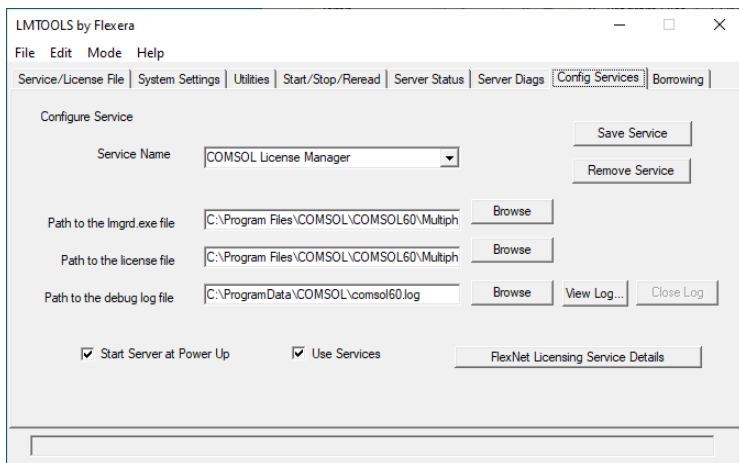 LMTOOLS by Flexera
File Edit Mode Help
Service/License File System Settings Utilities Start/Stop/Reread Server Status Server Diags Config Services Borrowing
Configure Service
Save Service
Service Name COMSOL License Manager
Remove Service
Path to the lmgrd.exe file C:\Program Files\COMSOL\COMSOL60\Multiph Browse
Path to the license file C:\Program Files\COMSOL\COMSOL60\Multiph Browse
Path to the debug log file C:\ProgramData\COMSOL\comsol60.log Browse View Log... Close Log
Start Server at Power Up Use Services FlexNet Licensing Service Details